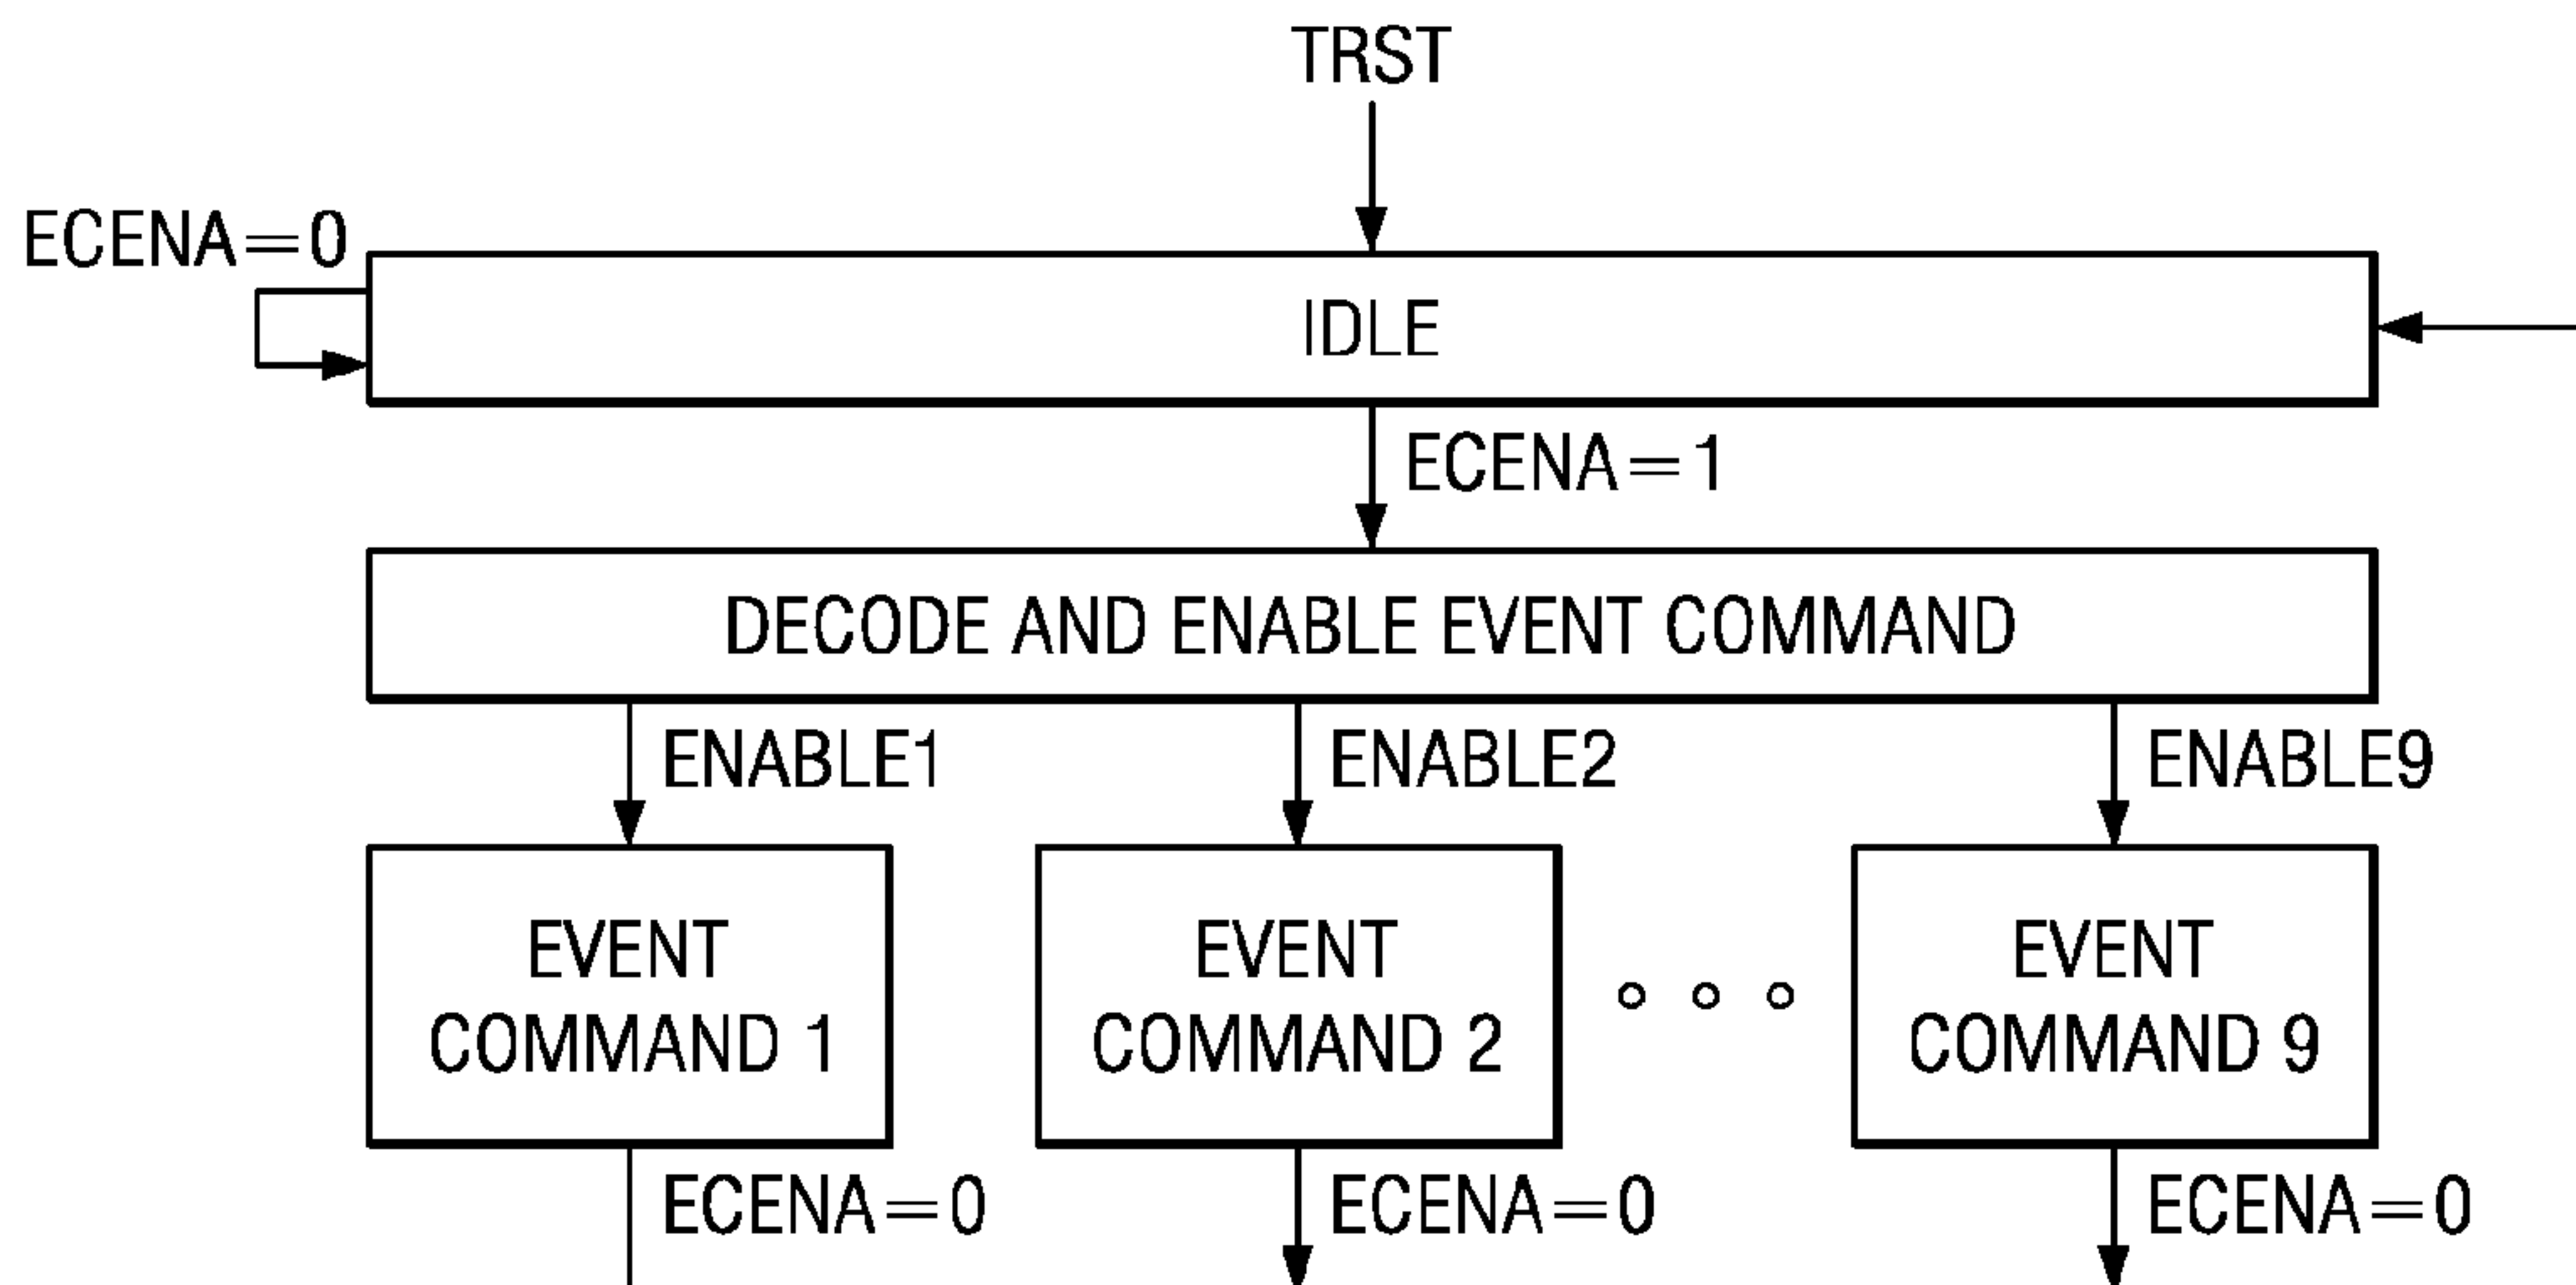 TRST
ECENA=0
IDLE
ECENA=1
DECODE AND ENABLE EVENT COMMAND
ENABLE1
ENABLE2
ENABLE9
EVENT
COMMAND 1
EVENT
COMMAND 2
EVENT
COMMAND 9
ECENA=0
ECENA=0
ECENA=0